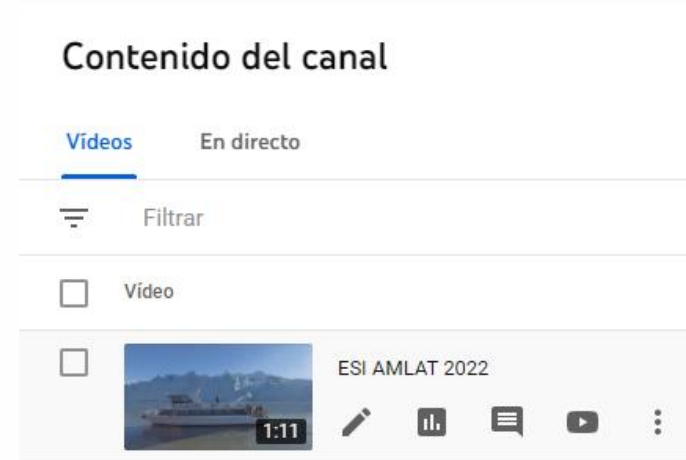 Contenido del canal
Vídeos En directo
Filtrar
Vídeo
ESI AMLAT 2022
1:11